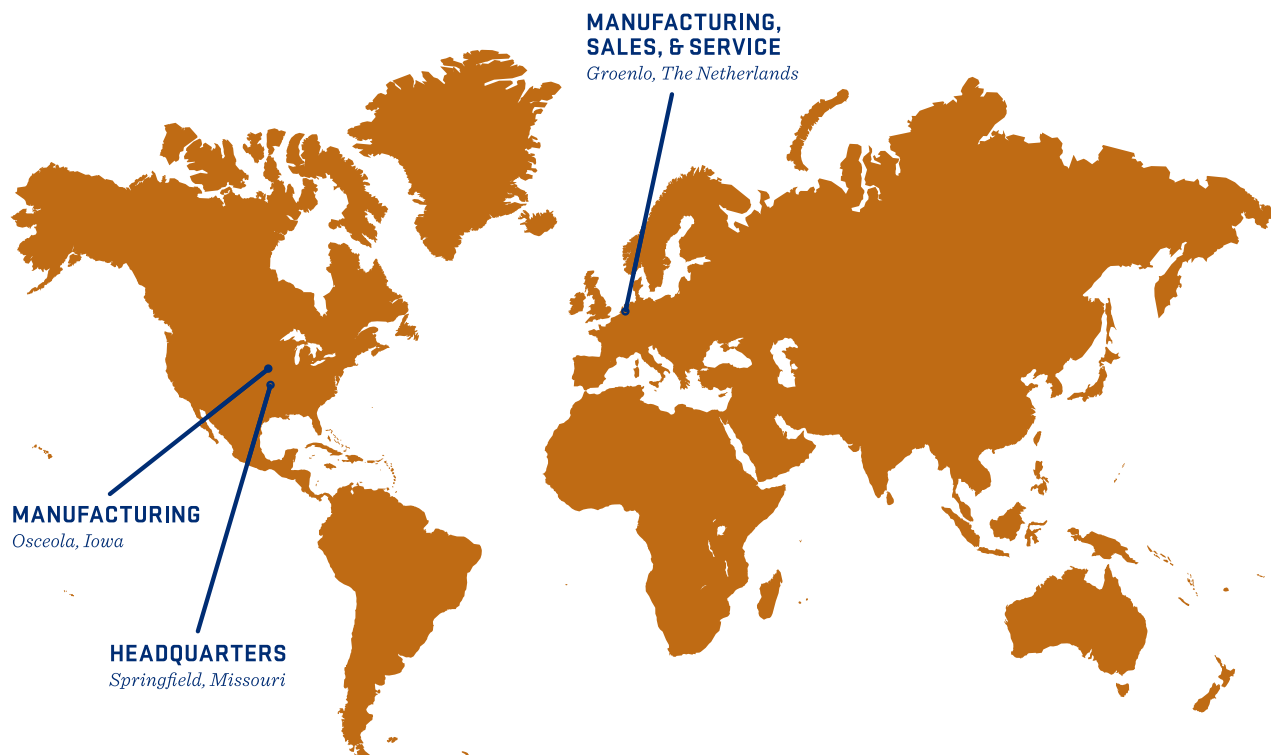 MANUFACTURING,
SALES, & SERVICE
Groenlo, The Netherlands
MANUFACTURING
Osceola, Iowa
HEADQUARTERS
Springfield, Missouri